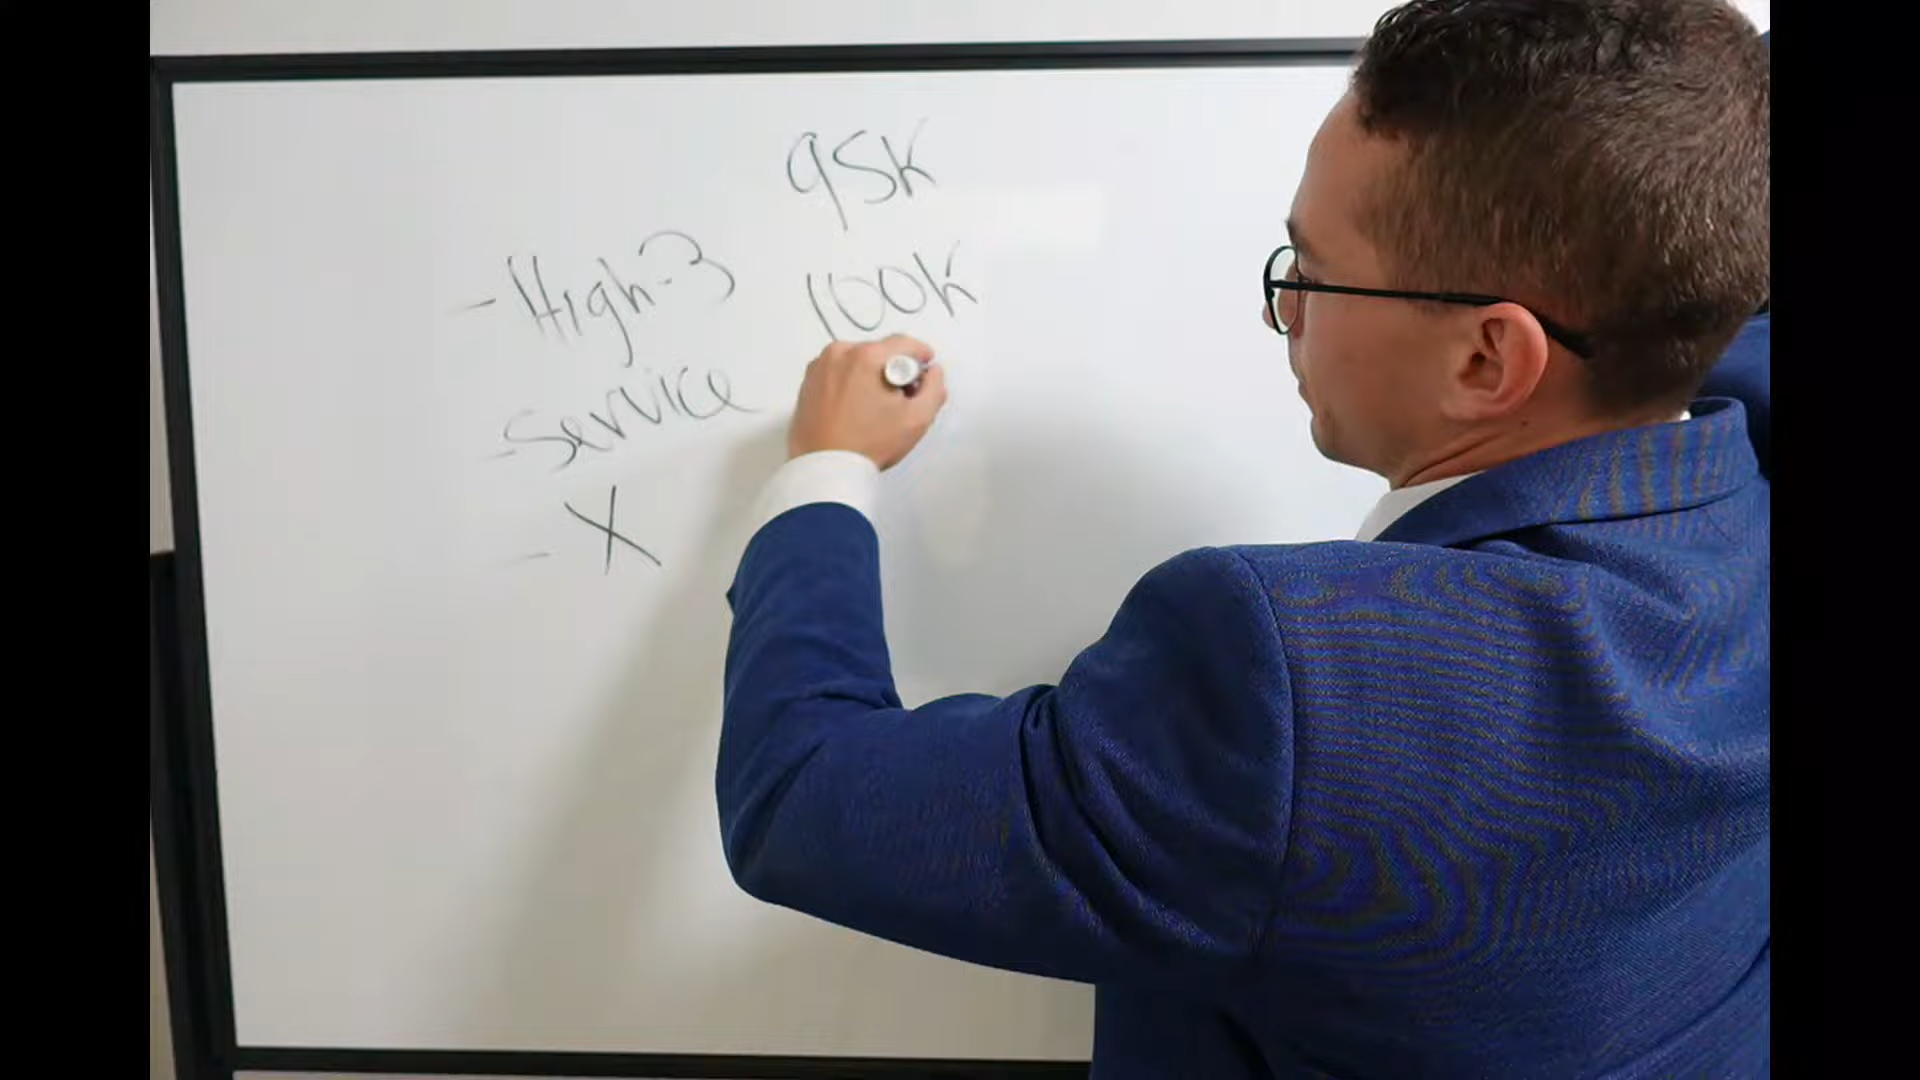 95K
- High-3
100K
- Service
- X